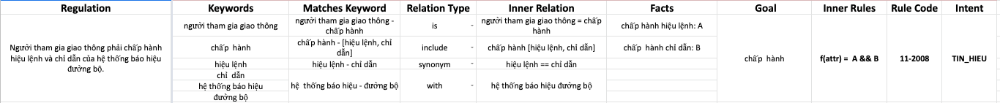 Regulation Keywords Matches Keyword Relation Type Inner Relation Facts Goal Inner Rules Rule Code Intent
Người tham gia giao thông phải chấp hành
hiệu lệnh và chỉ dẫn của hệ thống báo hiệu
đường bộ.
người tham gia giao thông
chấp hành
hiệu lệnh
chỉ dẫn
hệ thống báo hiệu
đường bộ
người tham gia giao thông -
chấp hành
chấp hành - [hiệu lệnh, chỉ
dẫn]
hiệu lệnh - chỉ dẫn
hệ thống báo hiệu - đường bộ
is -
include -
synonym -
with -
người tham gia giao thông = chấp
hành
chấp hành [hiệu lệnh, chỉ dẫn]
hiệu lệnh == chỉ dẫn
hệ thống báo hiệu đường bộ
chấp hành hiệu lệnh: A
chấp hành chỉ dẫn: B
chấp hành
f(attr) = A && B
11-2008
TIN_HIEU